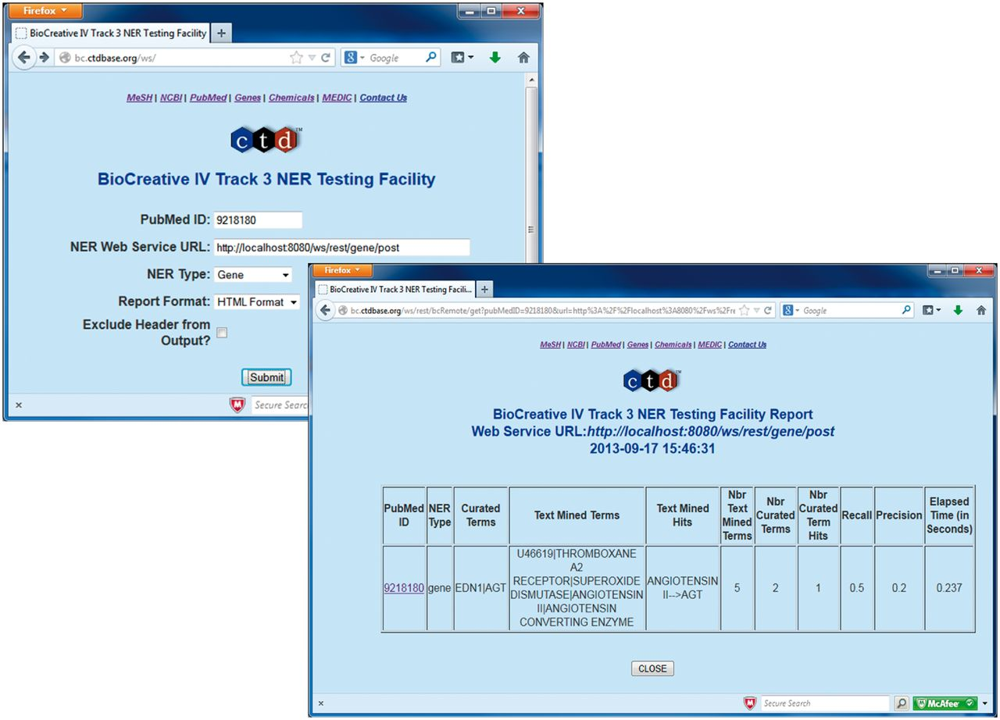 Firefox
BioCreative IV Track 3 NER Testing Facility
bc.ctdbase.org/ws/
Google
MeSH | NCBI | PubMed | Genes | Chemicals | MEDIC | Contact Us
ctd™
BioCreative IV Track 3 NER Testing Facility
PubMed ID: 9218180
NER Web Service URL: http://localhost:8080/ws/rest/gene/post
NER Type: Gene
Report Format: HTML Format
Exclude Header from
Output?
Submit
Secure Searc
Firefox
BioCreative IV Track 3 NER Testing Facili...
bc.ctdbase.org/ws/rest/bcRemote/get?pubMedID=9218180&url=http%3A%2F%2Flocalhost%3A8080%2Fws%2Fre
Google
MeSH | NCBI | PubMed | Genes | Chemicals | MEDIC | Contact Us
ctd™
BioCreative IV Track 3 NER Testing Facility Report
Web Service URL:http://localhost:8080/ws/rest/gene/post
2013-09-17 15:46:31
PubMed ID
NER Type
Curated Terms
Text Mined Terms
Text Mined Hits
Nbr Text Mined Terms
Nbr Curated Terms
Nbr Curated Term Hits
Recall
Precision
Elapsed Time (in Seconds)
9218180
gene
EDN1|AGT
U46619|THROMBOXANE
A2
RECEPTOR|SUPEROXIDE
DISMUTASE|ANGIOTENSIN
II|ANGIOTENSIN
CONVERTING ENZYME
ANGIOTENSIN
II-->AGT
5
2
1
0.5
0.2
0.237
CLOSE
Secure Search
McAfee